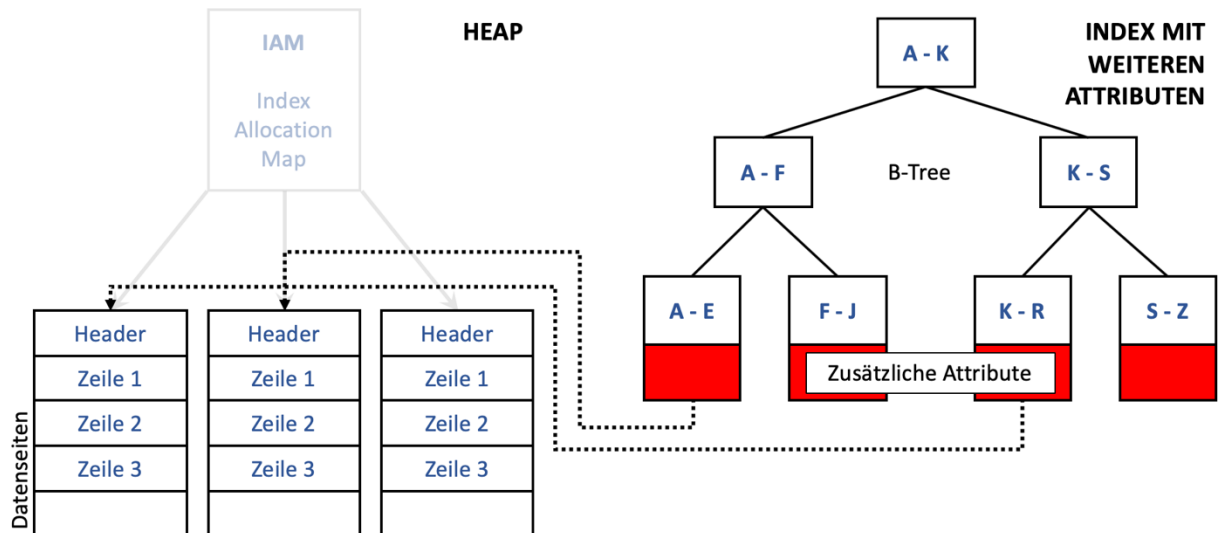 IAM
Index
Allocation
Map
HEAP
Header
Header
Header
Zeile 1
Zeile 1
Zeile 1
Zeile 2
Zeile 2
Zeile 2
Zeile 3
Zeile 3
Zeile 3
Datenseiten
INDEX MIT
WEITEREN
ATTRIBUTEN
A - K
A - F
B-Tree
K - S
A - E
F - J
K - R
S - Z
Zusätzliche Attribute